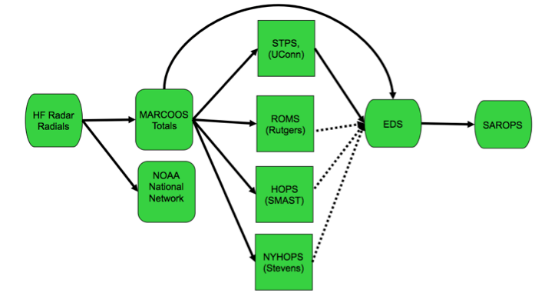 HF Radar
Radials
MARCOOS
Totals
NOAA
National
Network
STPS,
(UConn)
ROMS
(Rutgers)
HOPS
(SMAST)
NYHOPS
(Stevens)
EDS
SAROPS